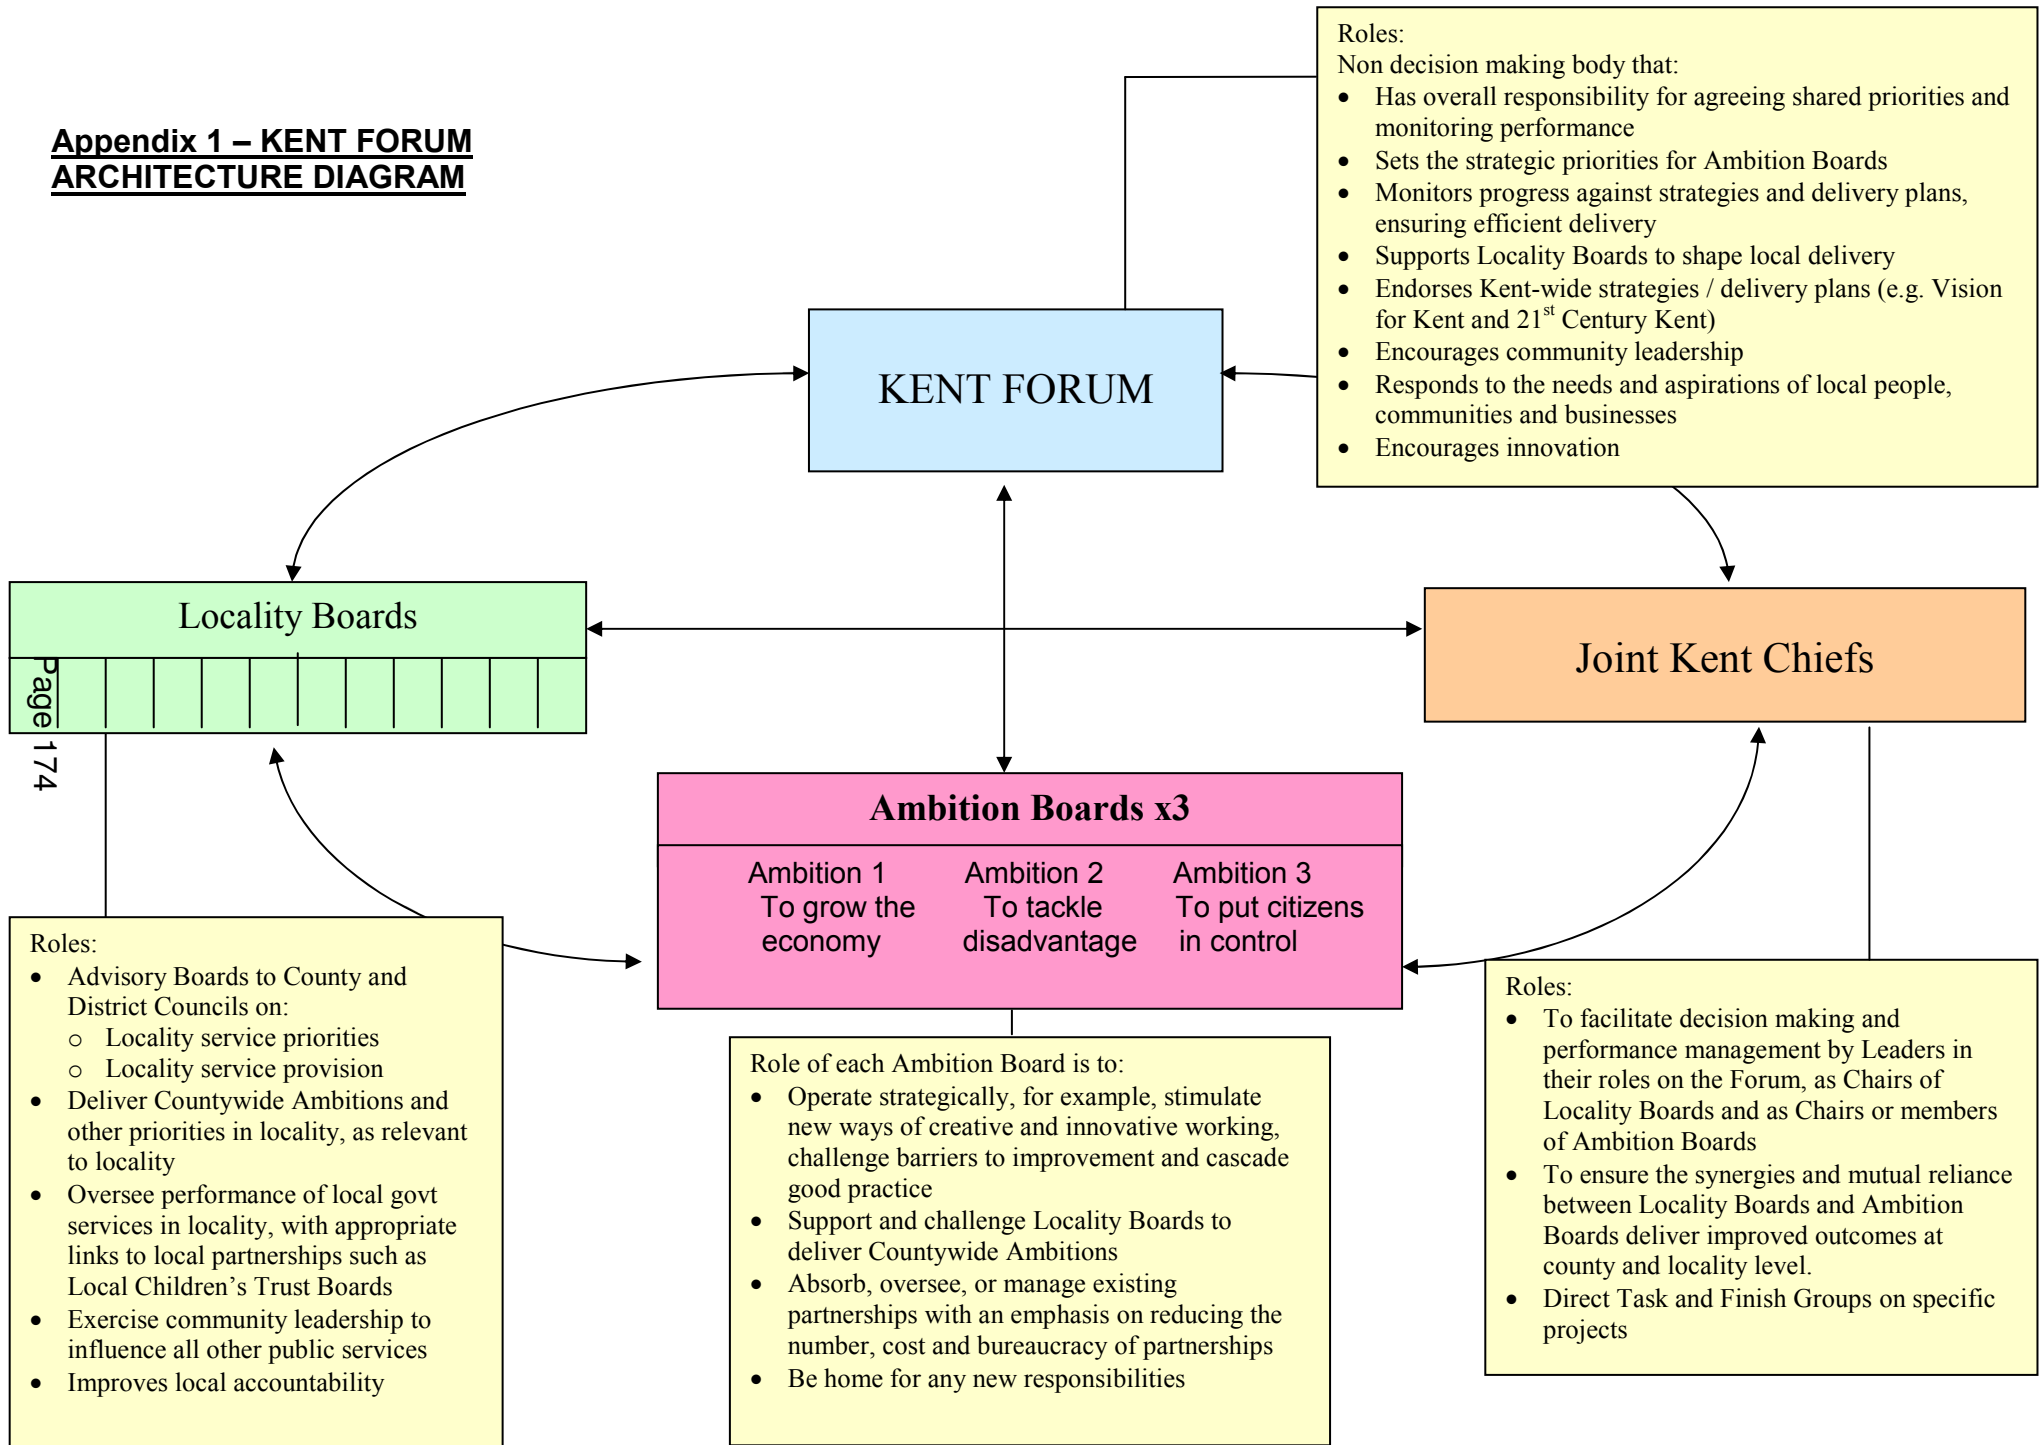 Appendix 1 – KENT FORUM
ARCHITECTURE DIAGRAM
Roles:
Non decision making body that:
• Has overall responsibility for agreeing shared priorities and
monitoring performance
• Sets the strategic priorities for Ambition Boards
• Monitors progress against strategies and delivery plans,
ensuring efficient delivery
• Supports Locality Boards to shape local delivery
• Endorses Kent-wide strategies / delivery plans (e.g. Vision
for Kent and 21st Century Kent)
• Encourages community leadership
• Responds to the needs and aspirations of local people,
communities and businesses
• Encourages innovation
KENT FORUM
Locality Boards
Joint Kent Chiefs
Page 174
Ambition Boards x3
Ambition 1
To grow the
economy
Ambition 2
To tackle
disadvantage
Ambition 3
To put citizens
in control
Roles:
• Advisory Boards to County and
District Councils on:
o Locality service priorities
o Locality service provision
• Deliver Countywide Ambitions and
other priorities in locality, as relevant
to locality
• Oversee performance of local govt
services in locality, with appropriate
links to local partnerships such as
Local Children’s Trust Boards
• Exercise community leadership to
influence all other public services
• Improves local accountability
Role of each Ambition Board is to:
• Operate strategically, for example, stimulate
new ways of creative and innovative working,
challenge barriers to improvement and cascade
good practice
• Support and challenge Locality Boards to
deliver Countywide Ambitions
• Absorb, oversee, or manage existing
partnerships with an emphasis on reducing the
number, cost and bureaucracy of partnerships
• Be home for any new responsibilities
Roles:
• To facilitate decision making and
performance management by Leaders in
their roles on the Forum, as Chairs of
Locality Boards and as Chairs or members
of Ambition Boards
• To ensure the synergies and mutual reliance
between Locality Boards and Ambition
Boards deliver improved outcomes at
county and locality level.
• Direct Task and Finish Groups on specific
projects